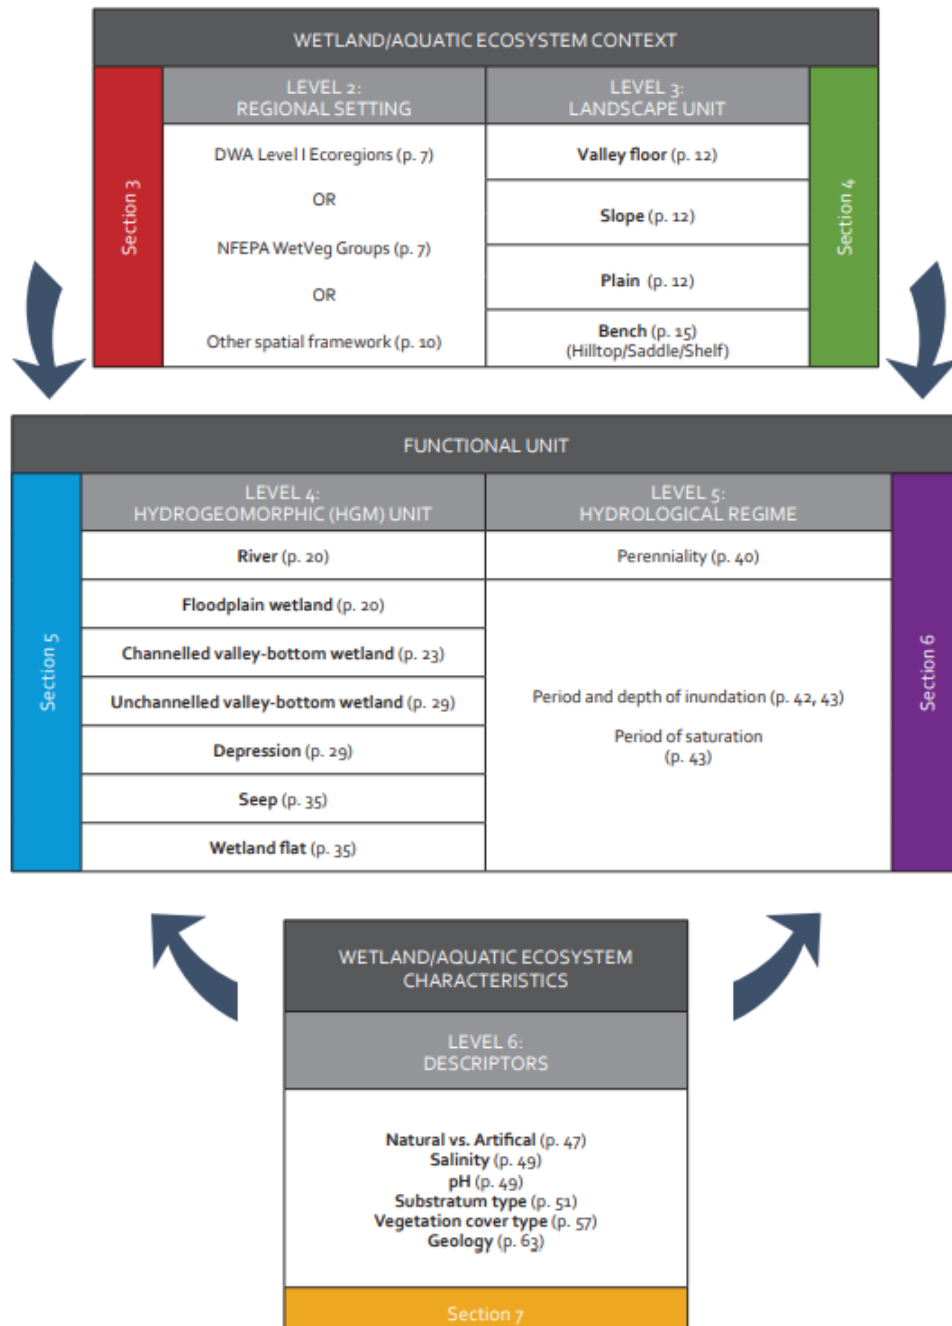 WETLAND/AQUATIC ECOSYSTEM CONTEXT
Section 3
LEVEL 2:
REGIONAL SETTING
DWA Level I Ecoregions (p. 7)
OR
NFEPA WetVeg Groups (p. 7)
OR
Other spatial framework (p. 10)
LEVEL 3:
LANDSCAPE UNIT
Valley floor (p. 12)
Slope (p. 12)
Plain (p. 12)
Bench (p. 15)
(Hilltop/Saddle/Shelf)
Section 4
FUNCTIONAL UNIT
Section 5
LEVEL 4:
HYDROGEOMORPHIC (HGM) UNIT
River (p. 20)
Floodplain wetland (p. 20)
Channelled valley-bottom wetland (p. 23)
Unchannelled valley-bottom wetland (p. 29)
Depression (p. 29)
Seep (p. 35)
Wetland flat (p. 35)
LEVEL 5:
HYDROLOGICAL REGIME
Perenniality (p. 40)
Period and depth of inundation (p. 42, 43)
Period of saturation
(p. 43)
Section 6
WETLAND/AQUATIC ECOSYSTEM
CHARACTERISTICS
LEVEL 6:
DESCRIPTORS
Natural vs. Artifical (p. 47)
Salinity (p. 49)
pH (p. 49)
Substratum type (p. 51)
Vegetation cover type (p. 57)
Geology (p. 63)
Section 7